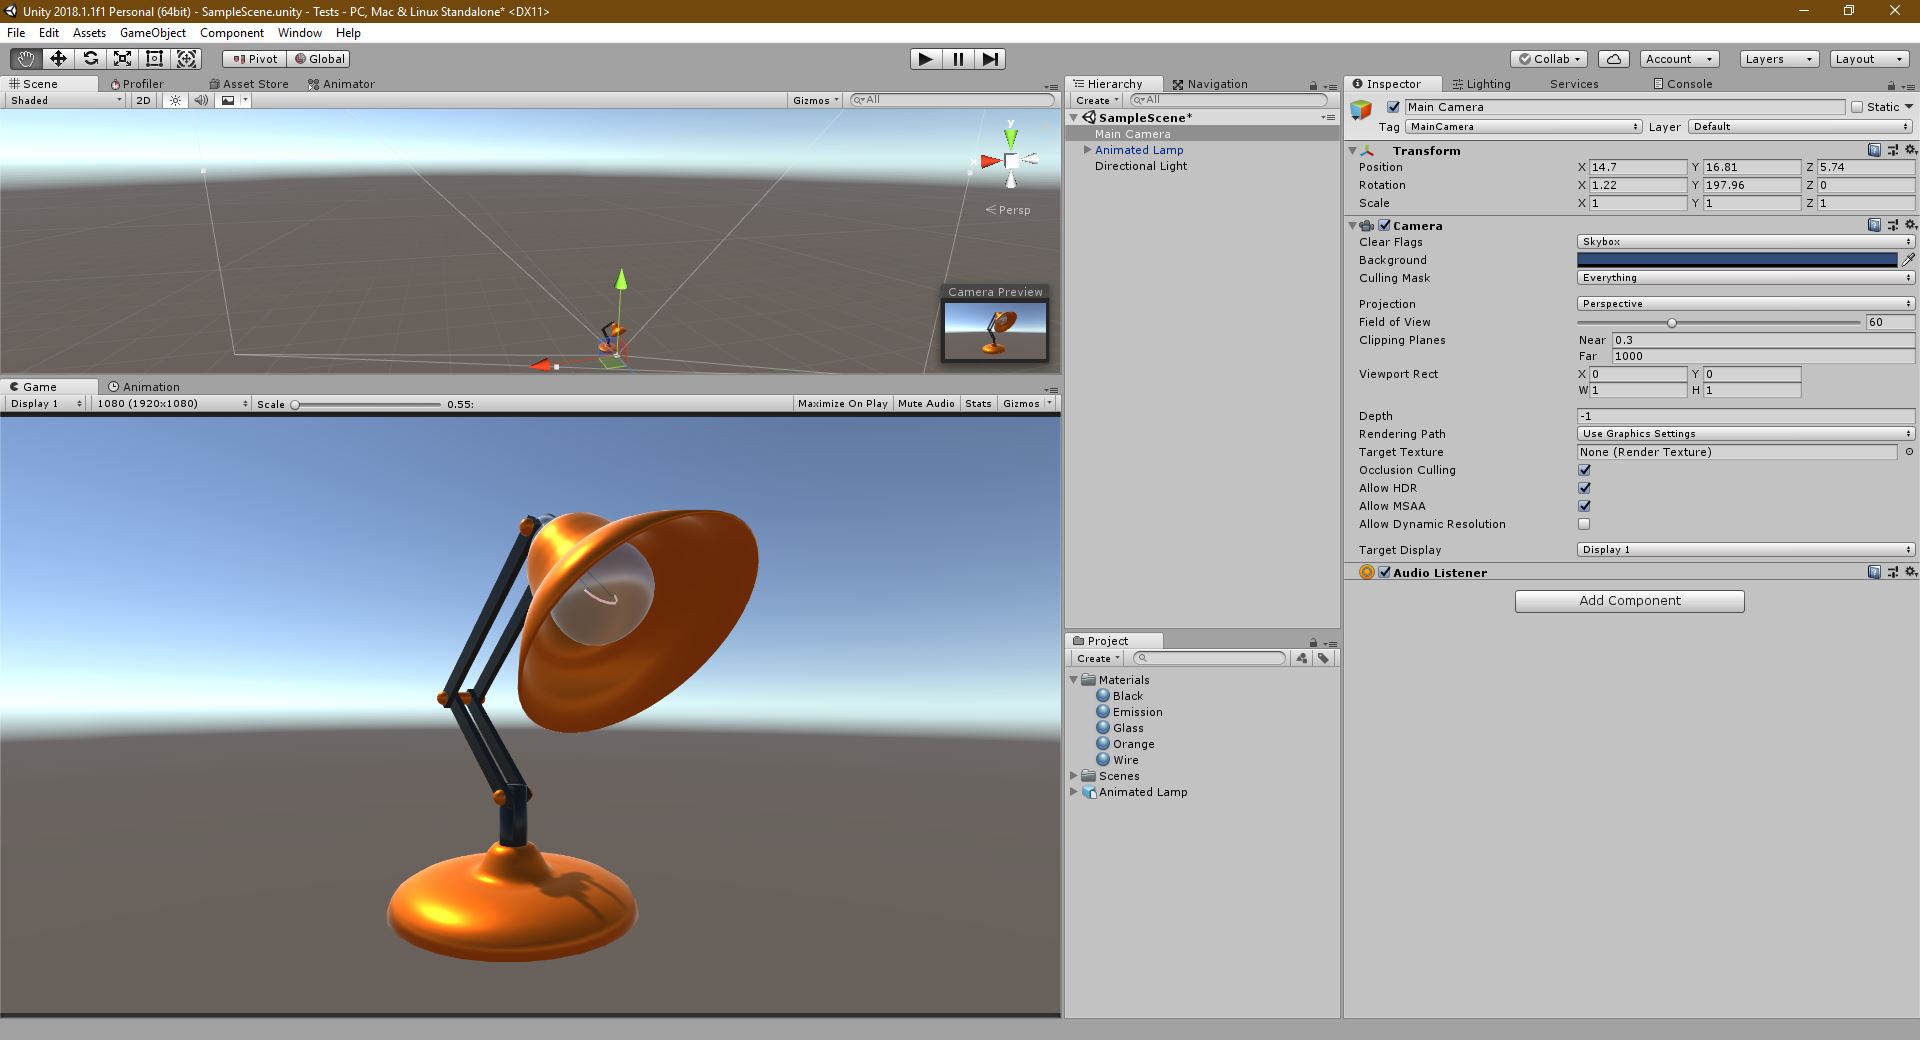 Unity 2018.1.1f1 Personal (64bit) - SampleScene.unity - Tests - PC, Mac & Linux Standalone* <DX11>
File Edit Assets GameObject Component Window Help
Pivot Global Collab Account Layers Layout
Scene Profiler Asset Store Animator
Shaded 2D Gizmos All
y
x
Persp
Camera Preview
Game Animation
Display 1 1080 (1920x1080) Scale 0.55: Maximize On Play Mute Audio Stats Gizmos
Hierarchy Navigation
Create All
SampleScene*
Main Camera
Animated Lamp
Directional Light
Project
Create
Materials
Black
Emission
Glass
Orange
Wire
Scenes
Animated Lamp
Inspector Lighting Services Console
Main Camera Static
Tag MainCamera Layer Default
Transform
Position X 14.7 Y 16.81 Z 5.74
Rotation X 1.22 Y 197.96 Z 0
Scale X 1 Y 1 Z 1
Camera
Clear Flags Skybox
Background
Culling Mask Everything
Projection Perspective
Field of View 60
Clipping Planes Near 0.3
Far 1000
Viewport Rect X 0 Y 0
W 1 H 1
Depth -1
Rendering Path Use Graphics Settings
Target Texture None (Render Texture)
Occlusion Culling
Allow HDR
Allow MSAA
Allow Dynamic Resolution
Target Display Display 1
Audio Listener
Add Component